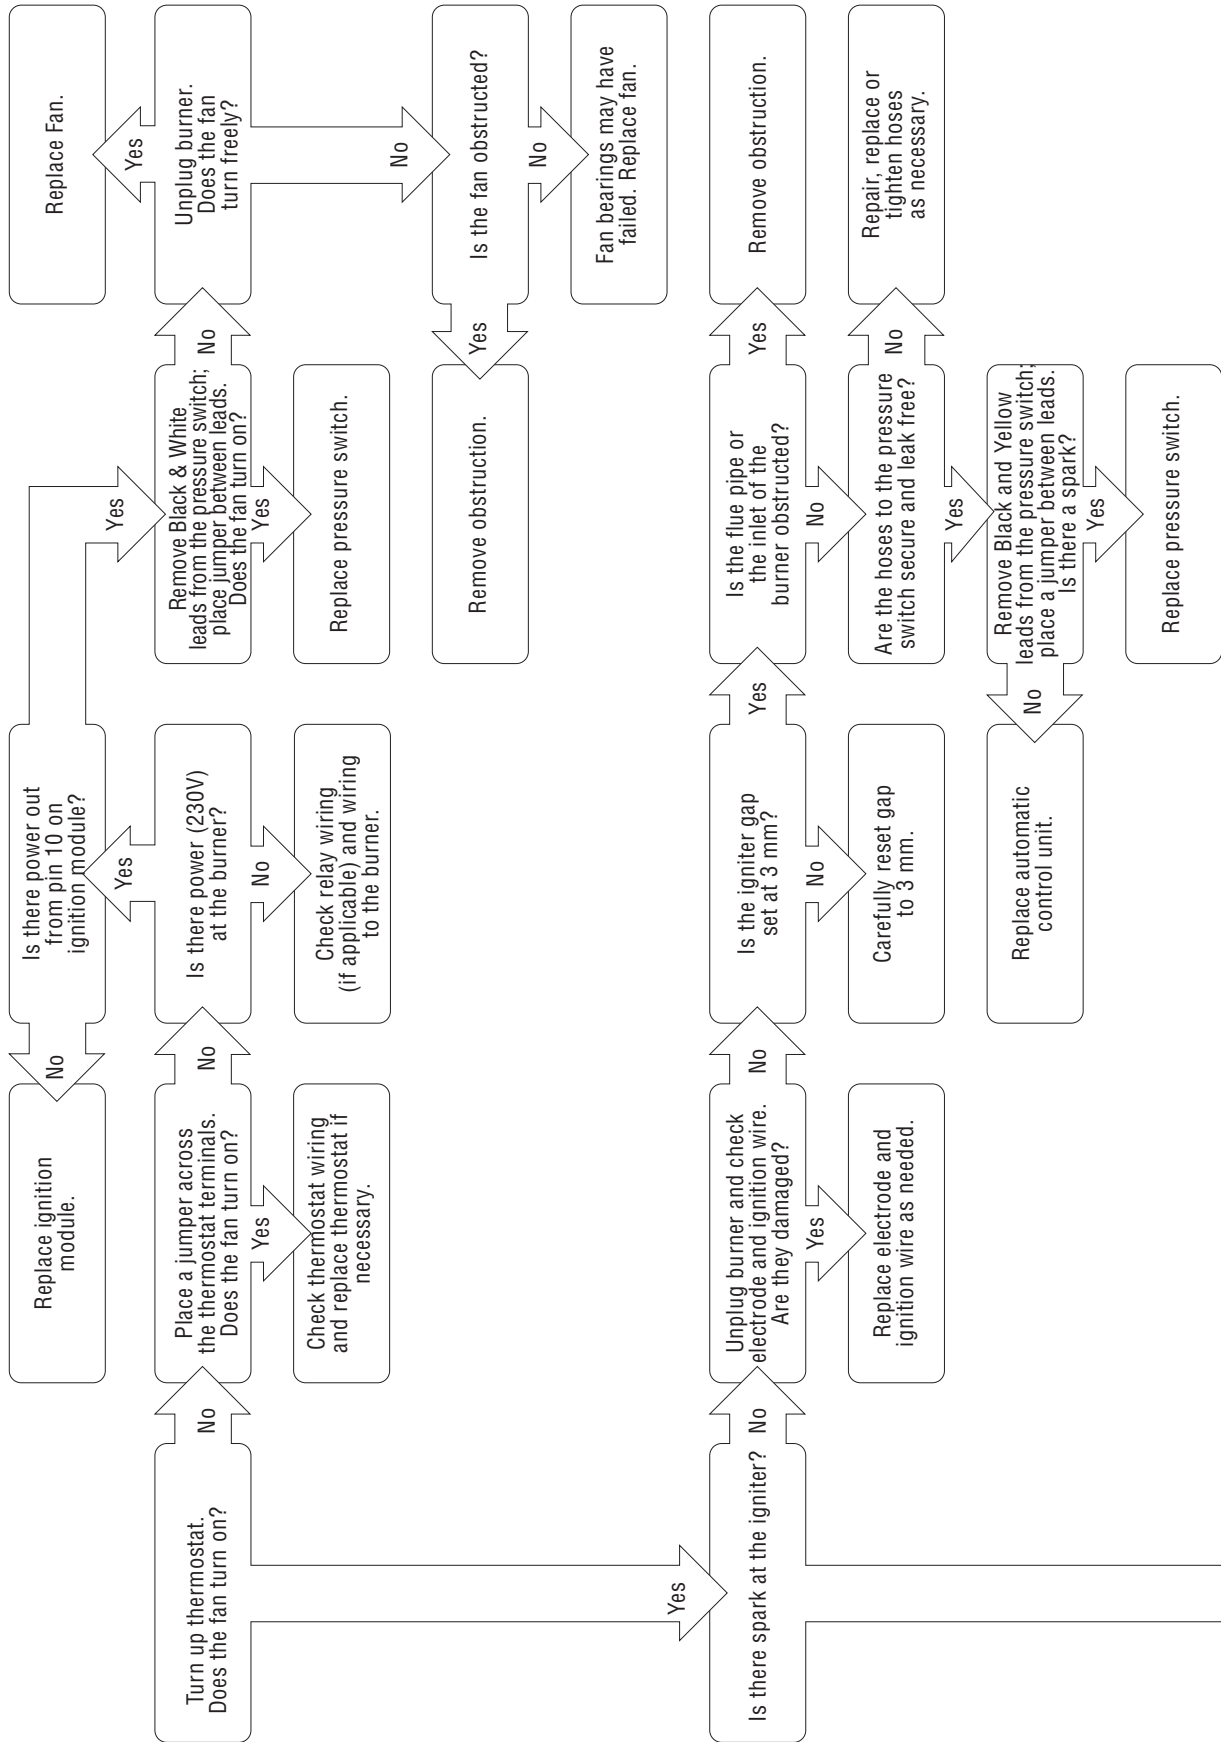 Turn up thermostat.
Does the fan turn on?
No
Place a jumper across
the thermostat terminals.
Does the fan turn on?
Yes
Check thermostat wiring
and replace thermostat if
necessary.
No
Is there power (230V)
at the burner?
No
Check relay wiring
(if applicable) and wiring
to the burner.
Yes
Is there power out
from pin 10 on
ignition module?
No
Replace ignition
module.
Yes
Remove Black & White
leads from the pressure switch;
place jumper between leads.
Does the fan turn on?
Yes
Replace pressure switch.
No
Unplug burner.
Does the fan
turn freely?
Yes
Replace Fan.
No
Is the fan obstructed?
Yes
Remove obstruction.
No
Fan bearings may have
failed. Replace fan.
Yes
Is there spark at the igniter?
No
Unplug burner and check
electrode and ignition wire.
Are they damaged?
Yes
Replace electrode and
ignition wire as needed.
No
Is the igniter gap
set at 3 mm?
No
Carefully reset gap
to 3 mm.
Yes
Is the flue pipe or
the inlet of the
burner obstructed?
Yes
Remove obstruction.
No
Are the hoses to the pressure
switch secure and leak free?
No
Repair, replace or
tighten hoses
as necessary.
Yes
Remove Black and Yellow
leads from the pressure switch;
place a jumper between leads.
Is there a spark?
No
Replace automatic
control unit.
Yes
Replace pressure switch.